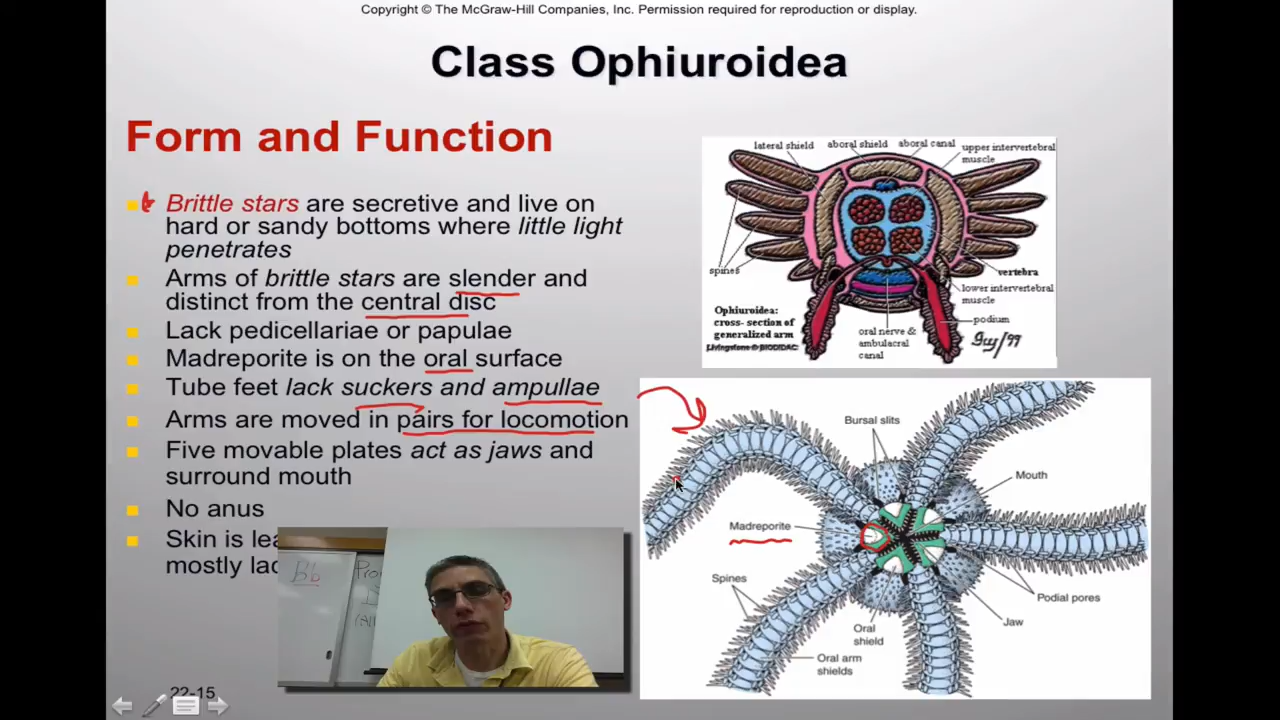 Copyright © The McGraw-Hill Companies, Inc. Permission required for reproduction or display.
Class Ophiuroidea
Form and Function
Brittle stars are secretive and live on
hard or sandy bottoms where little light
penetrates
Arms of brittle stars are slender and
distinct from the central disc
Lack pedicellariae or papulae
Madreporite is on the oral surface
Tube feet lack suckers and ampullae
Arms are moved in pairs for locomotion
Five movable plates act as jaws and
surround mouth
No anus
Skin is
mostly
22-15
Bb
lateral shield
aboral shield
aboral canal
upper intervertebral
muscle
spines
vertebra
lower intervertebral
muscle
podium
oral nerve &
ambulacral
canal
Ophiuroidea:
cross- section of
generalized arm
Livingstone © BIODIDAC
Guy/99
Bursal slits
Mouth
Madreporite
Spines
Podial pores
Jaw
Oral
shield
Oral arm
shields